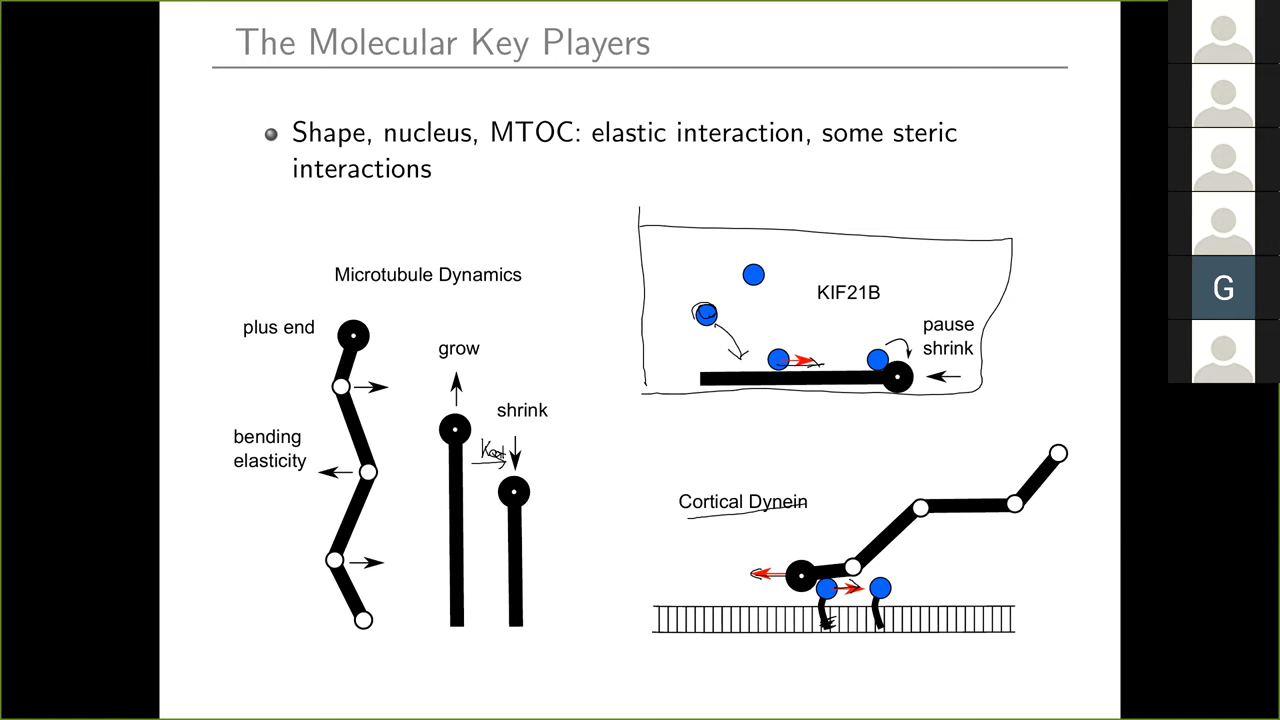 The Molecular Key Players
Shape, nucleus, MTOC: elastic interaction, some steric
interactions
Microtubule Dynamics
plus end
bending
elasticity
grow
shrink
KIF21B
pause
shrink
Cortical Dynein
G